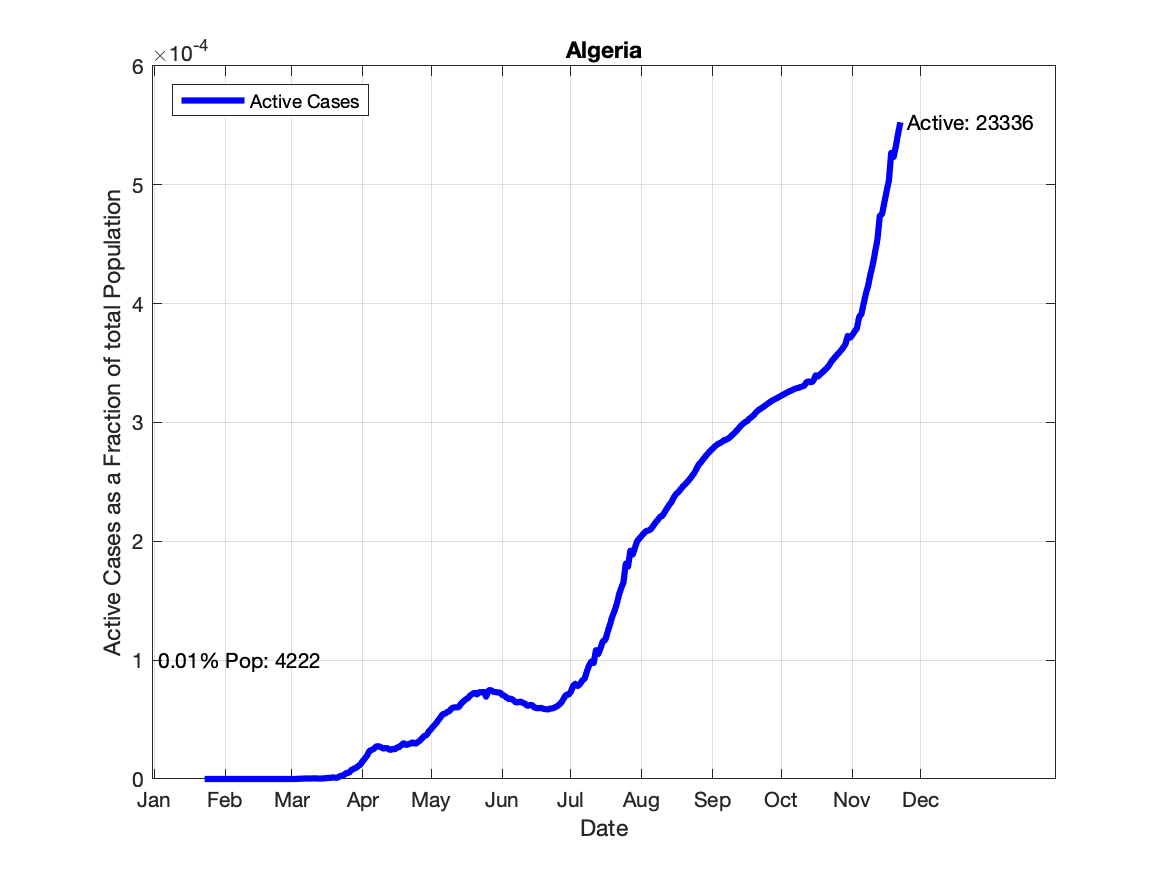 Algeria
×10-4
Active Cases
Active: 23336
6
5
4
3
2
1
0
0.01% Pop: 4222
Active Cases as a Fraction of total Population
Jan Feb Mar Apr May Jun Jul Aug Sep Oct Nov Dec
Date